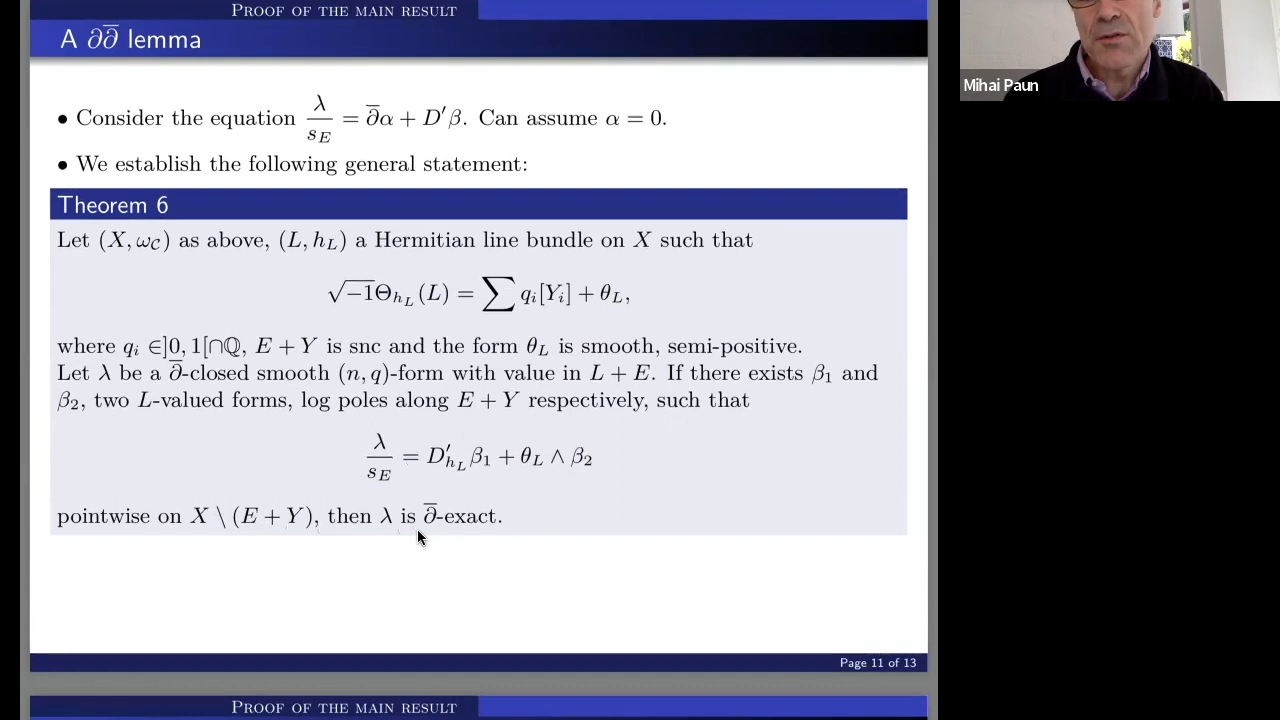 Proof of the main result
A ∂∂̅ lemma
• Consider the equation λ/s_E = ∂̅α + D′β. Can assume α = 0.
• We establish the following general statement:
Theorem 6
Let (X, ω_𝒞) as above, (L, h_L) a Hermitian line bundle on X such that
√−1Θ_{h_L}(L) = ∑ q_i[Y_i] + θ_L,
where q_i ∈]0, 1[∩ℚ, E + Y is snc and the form θ_L is smooth, semi-positive.
Let λ be a ∂̅-closed smooth (n, q)-form with value in L + E. If there exists β_1 and
β_2, two L-valued forms, log poles along E + Y respectively, such that
λ/s_E = D′_{h_L} β_1 + θ_L ∧ β_2
pointwise on X \ (E + Y), then λ is ∂̅-exact.
Page 11 of 13
Proof of the main result
Mihai Paun